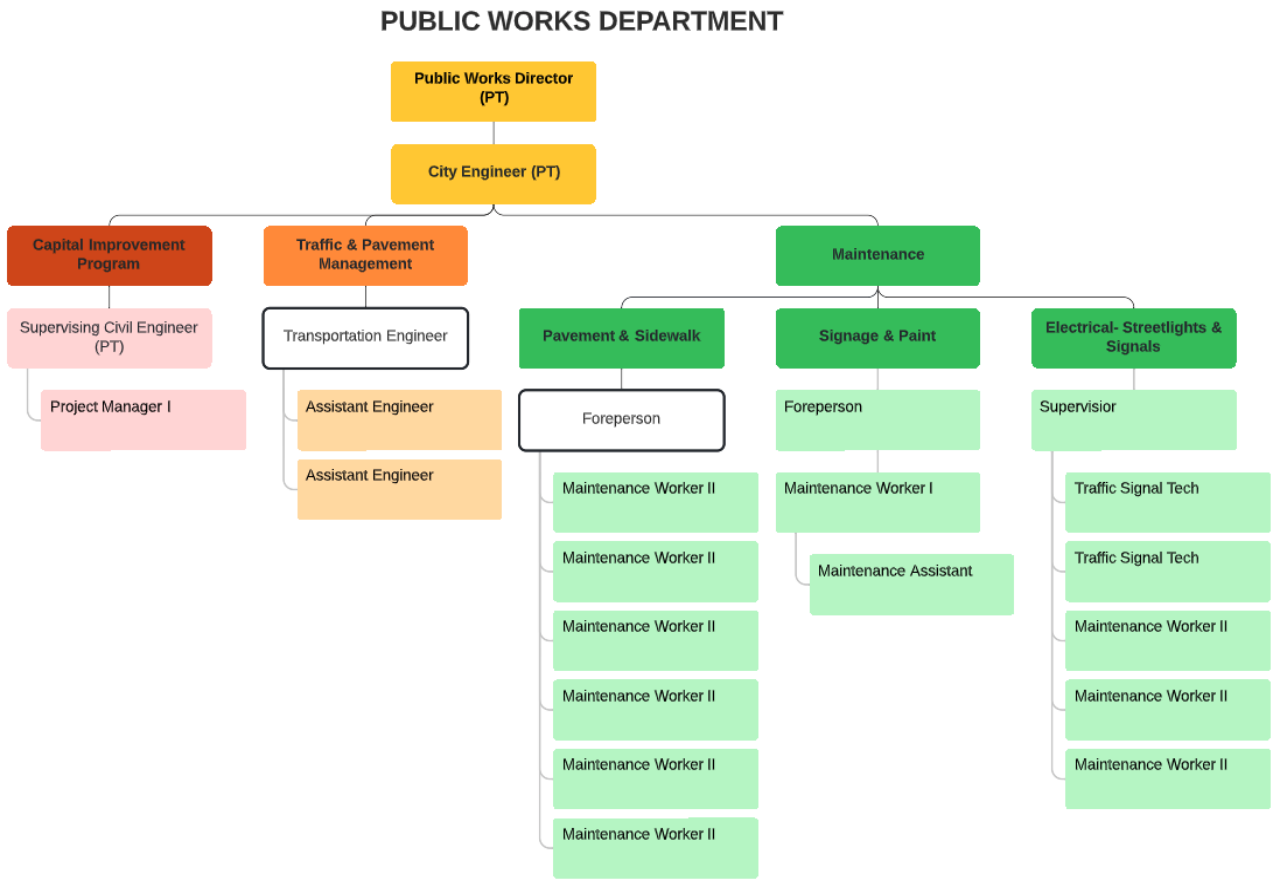 PUBLIC WORKS DEPARTMENT
Public Works Director
(PT)
City Engineer (PT)
Capital Improvement
Program
Traffic & Pavement
Management
Maintenance
Supervising Civil Engineer
(PT)
Transportation Engineer
Pavement & Sidewalk
Signage & Paint
Electrical- Streetlights &
Signals
Project Manager I
Assistant Engineer
Assistant Engineer
Foreperson
Maintenance Worker II
Maintenance Worker II
Maintenance Worker II
Maintenance Worker II
Maintenance Worker II
Maintenance Worker II
Foreperson
Maintenance Worker I
Maintenance Assistant
Supervisior
Traffic Signal Tech
Traffic Signal Tech
Maintenance Worker II
Maintenance Worker II
Maintenance Worker II